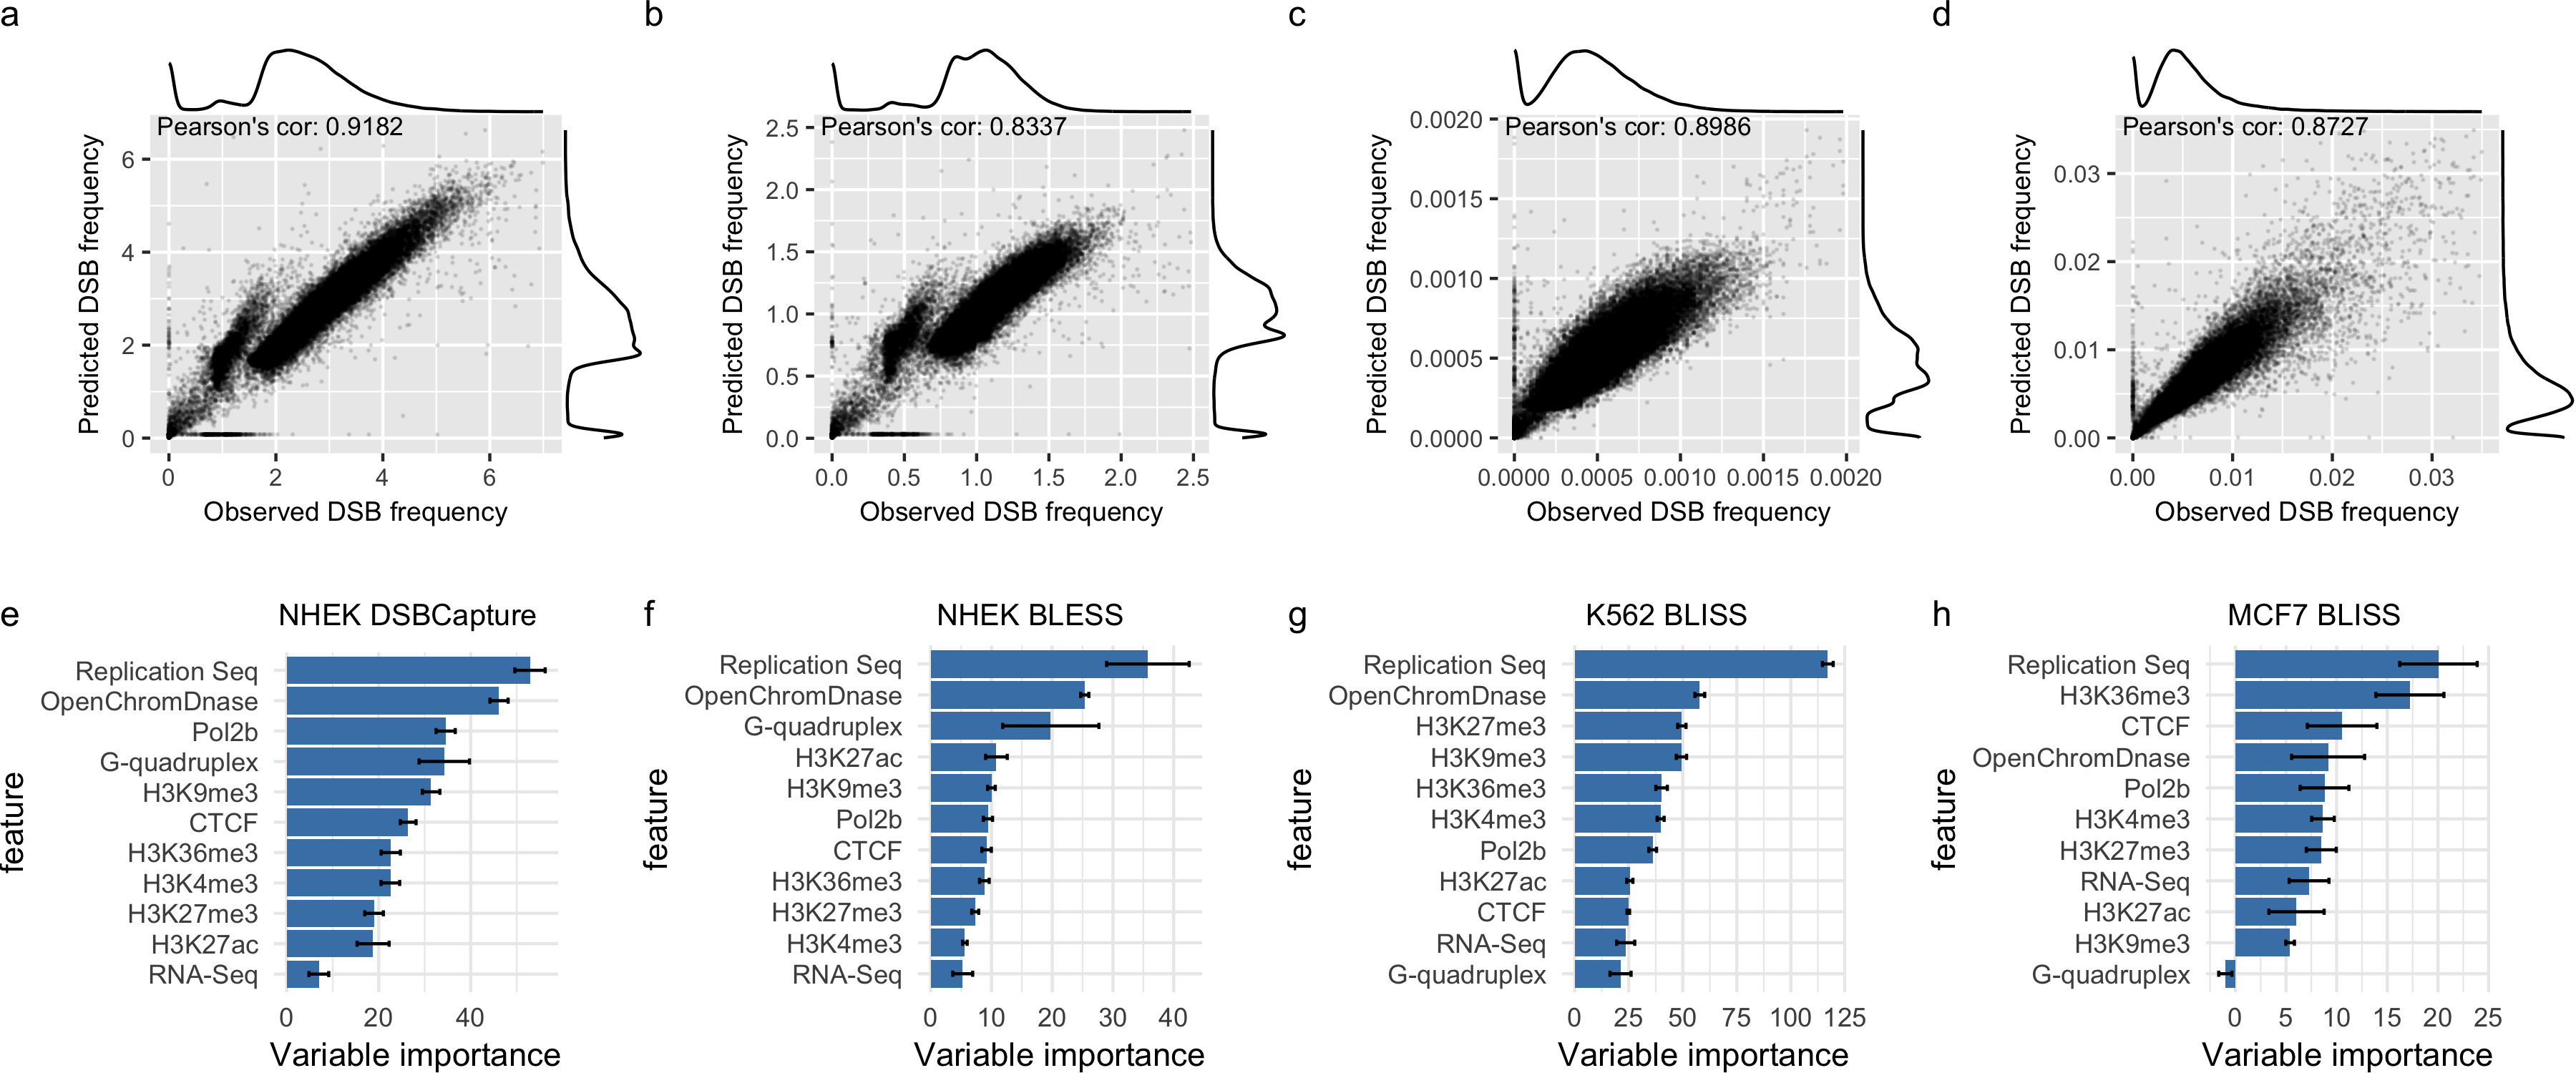 a
Pearson's cor: 0.9182
Predicted DSB frequency
6
4
2
0
0 2 4 6
Observed DSB frequency
b
Pearson's cor: 0.8337
Predicted DSB frequency
2.5
2.0
1.5
1.0
0.5
0.0
0.0 0.5 1.0 1.5 2.0 2.5
Observed DSB frequency
c
Pearson's cor: 0.8986
Predicted DSB frequency
0.0020
0.0015
0.0010
0.0005
0.0000
0.0000 0.0005 0.0010 0.0015 0.0020
Observed DSB frequency
d
Pearson's cor: 0.8727
Predicted DSB frequency
0.03
0.02
0.01
0.00
0.00 0.01 0.02 0.03
Observed DSB frequency
e
NHEK DSBCapture
feature
Replication Seq
OpenChromDnase
Pol2b
G-quadruplex
H3K9me3
CTCF
H3K36me3
H3K4me3
H3K27me3
H3K27ac
RNA-Seq
0 20 40
Variable importance
f
NHEK BLESS
feature
Replication Seq
OpenChromDnase
G-quadruplex
H3K27ac
H3K9me3
Pol2b
CTCF
H3K36me3
H3K27me3
H3K4me3
RNA-Seq
0 10 20 30 40
Variable importance
g
K562 BLISS
feature
Replication Seq
OpenChromDnase
H3K27me3
H3K9me3
H3K36me3
H3K4me3
Pol2b
H3K27ac
CTCF
RNA-Seq
G-quadruplex
0 25 50 75 100 125
Variable importance
h
MCF7 BLISS
feature
Replication Seq
H3K36me3
CTCF
OpenChromDnase
Pol2b
H3K4me3
H3K27me3
RNA-Seq
H3K27ac
H3K9me3
G-quadruplex
0 5 10 15 20 25
Variable importance